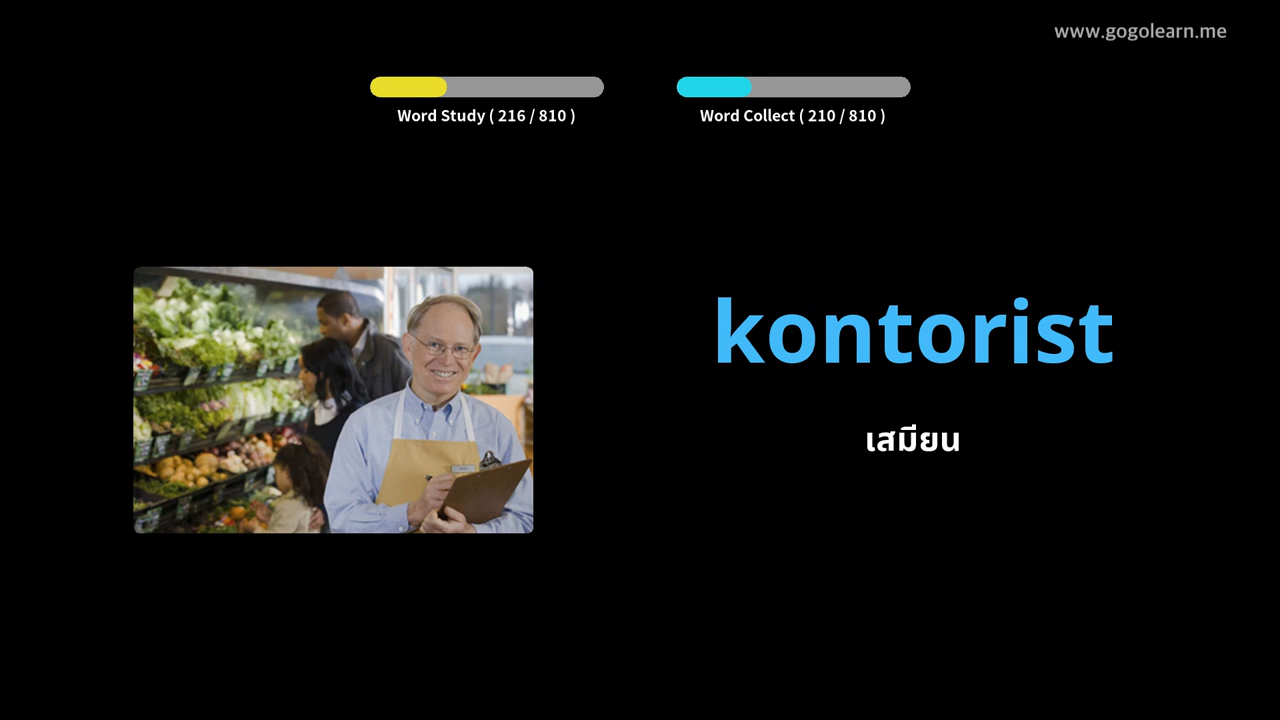 www.gogolearn.me
Word Study ( 216 / 810 )
Word Collect ( 210 / 810 )
kontorist
เสมียน